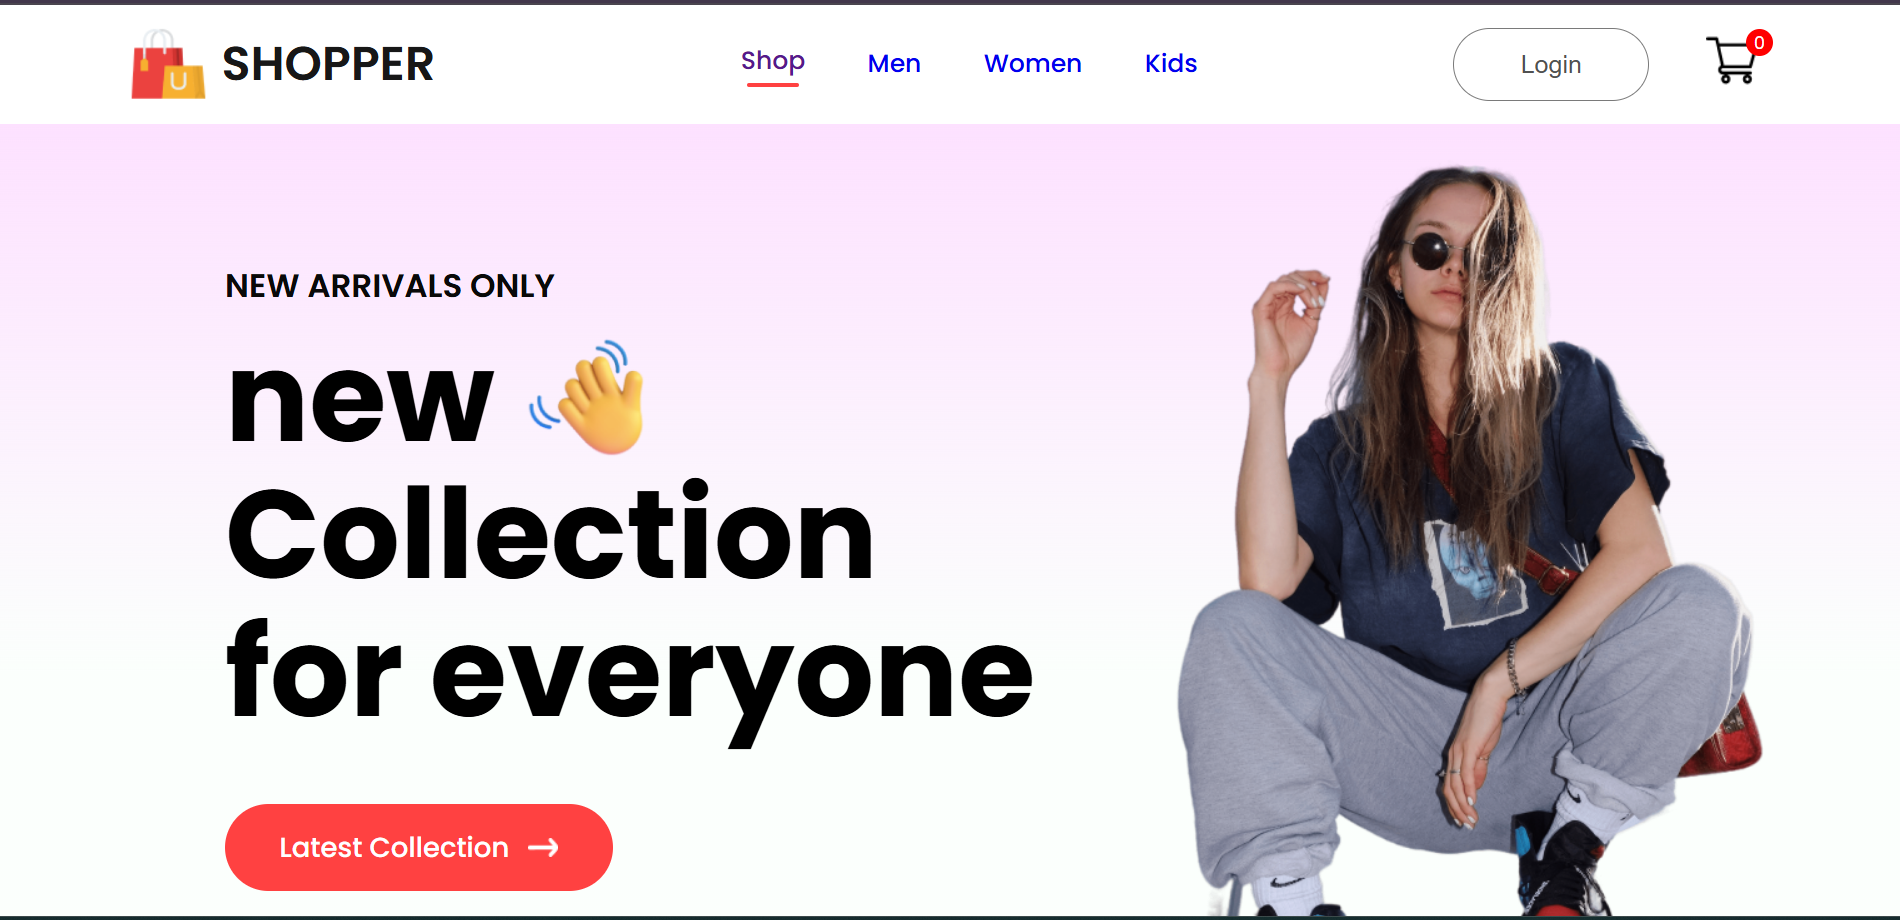 SHOPPER
Shop Men Women Kids
Login
0
NEW ARRIVALS ONLY
new
Collection
for everyone
Latest Collection →